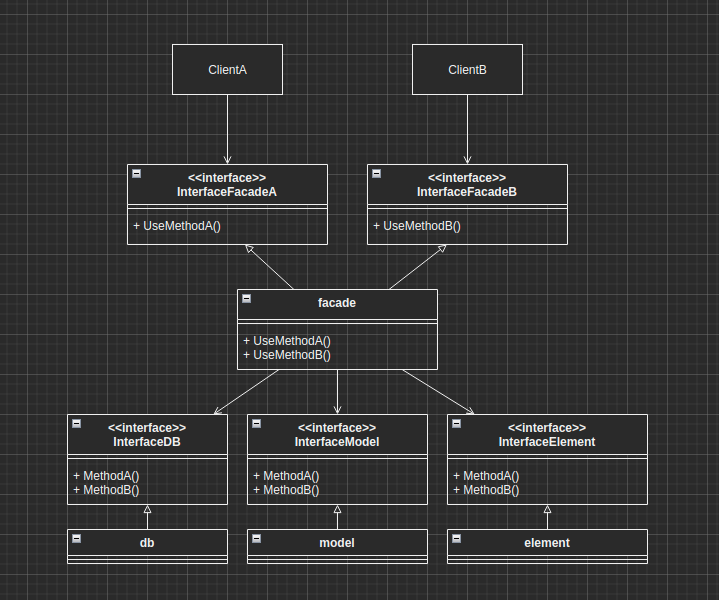 ClientA
ClientB
<<interface>>
InterfaceFacadeA
+ UseMethodA()
<<interface>>
InterfaceFacadeB
+ UseMethodB()
facade
+ UseMethodA()
+ UseMethodB()
<<interface>>
InterfaceDB
+ MethodA()
+ MethodB()
<<interface>>
InterfaceModel
+ MethodA()
+ MethodB()
<<interface>>
InterfaceElement
+ MethodA()
+ MethodB()
db
model
element